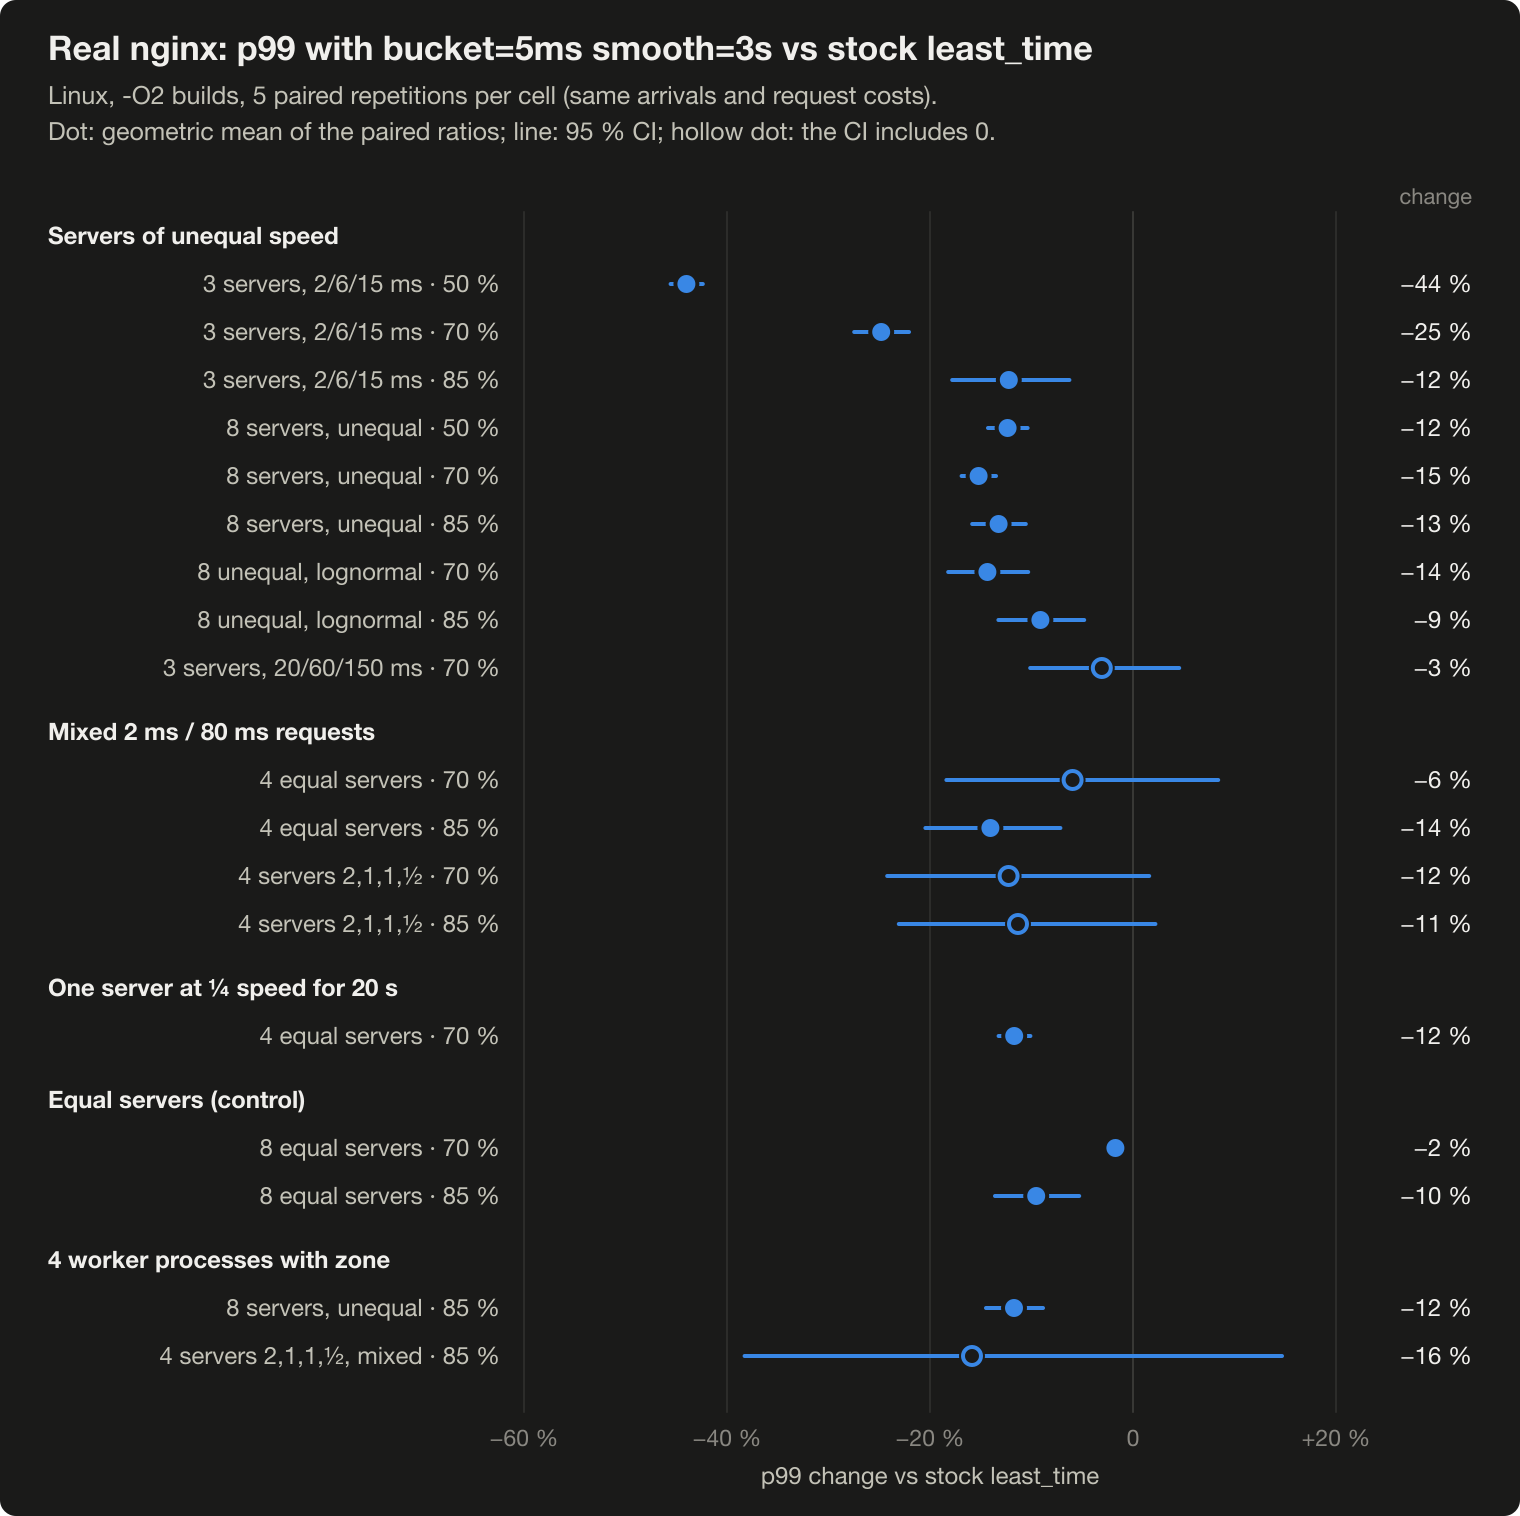 Real nginx: p99 with bucket=5ms smooth=3s vs stock least_time
Linux, -O2 builds, 5 paired repetitions per cell (same arrivals and request costs).
Dot: geometric mean of the paired ratios; line: 95 % CI; hollow dot: the CI includes 0.
change
Servers of unequal speed
3 servers, 2/6/15 ms · 50 % −44 %
3 servers, 2/6/15 ms · 70 % −25 %
3 servers, 2/6/15 ms · 85 % −12 %
8 servers, unequal · 50 % −12 %
8 servers, unequal · 70 % −15 %
8 servers, unequal · 85 % −13 %
8 unequal, lognormal · 70 % −14 %
8 unequal, lognormal · 85 % −9 %
3 servers, 20/60/150 ms · 70 % −3 %
Mixed 2 ms / 80 ms requests
4 equal servers · 70 % −6 %
4 equal servers · 85 % −14 %
4 servers 2,1,1,½ · 70 % −12 %
4 servers 2,1,1,½ · 85 % −11 %
One server at ¼ speed for 20 s
4 equal servers · 70 % −12 %
Equal servers (control)
8 equal servers · 70 % −2 %
8 equal servers · 85 % −10 %
4 worker processes with zone
8 servers, unequal · 85 % −12 %
4 servers 2,1,1,½, mixed · 85 % −16 %
−60 % −40 % −20 % 0 +20 %
p99 change vs stock least_time